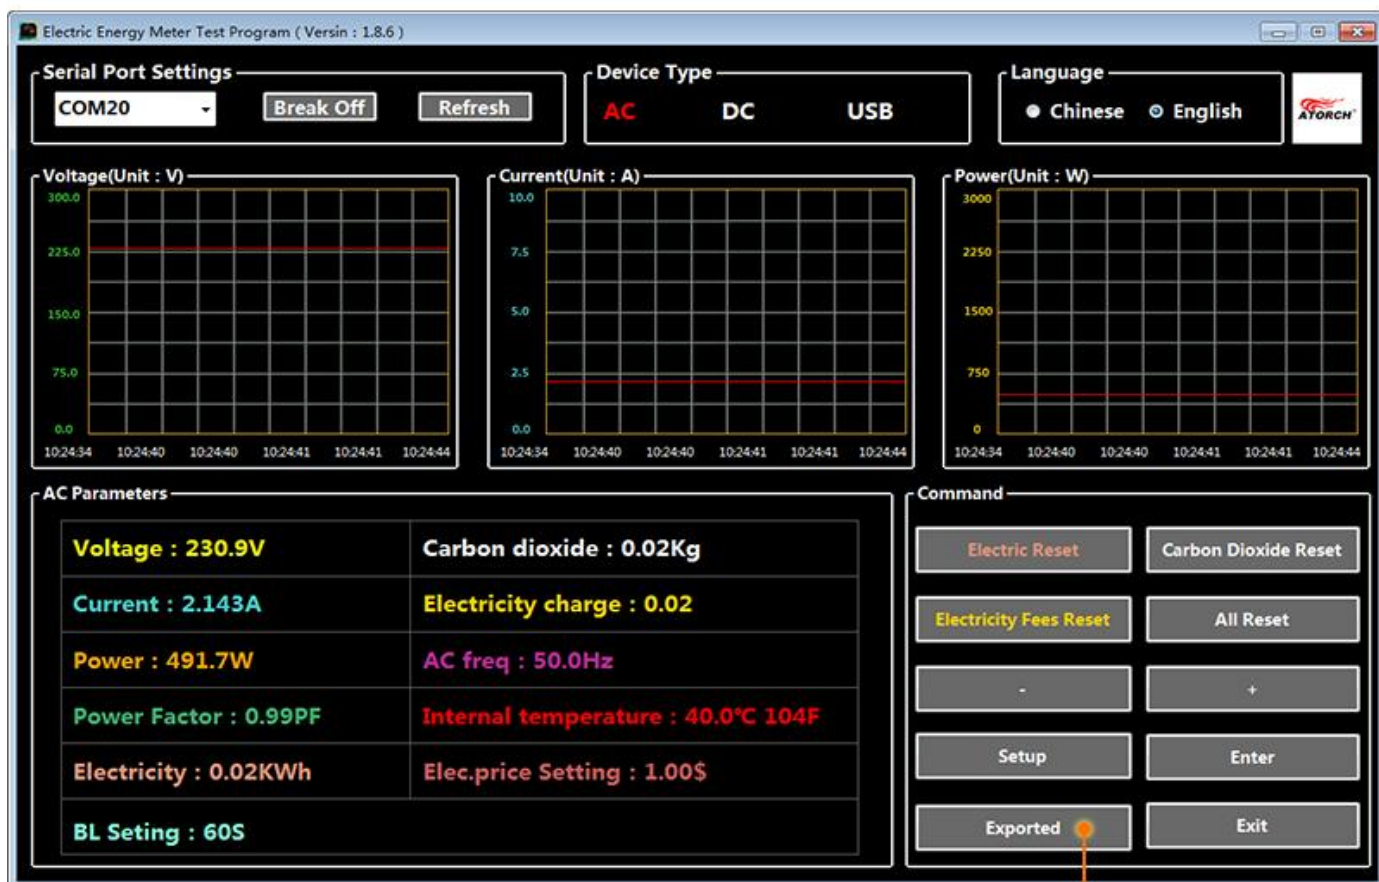 Electric Energy Meter Test Program ( Versin : 1.8.6 )
Serial Port Settings
COM20
Break Off
Refresh
Device Type
AC
DC
USB
Language
Chinese
English
ATORCH
Voltage(Unit : V)
300.0
225.0
150.0
75.0
0.0
10:24:34 10:24:40 10:24:40 10:24:41 10:24:41 10:24:44
Current(Unit : A)
10.0
7.5
5.0
2.5
0.0
10:24:34 10:24:40 10:24:40 10:24:41 10:24:41 10:24:44
Power(Unit : W)
3000
2250
1500
750
0
10:24:34 10:24:40 10:24:40 10:24:41 10:24:41 10:24:44
AC Parameters
Voltage : 230.9V
Carbon dioxide : 0.02Kg
Current : 2.143A
Electricity charge : 0.02
Power : 491.7W
AC freq : 50.0Hz
Power Factor : 0.99PF
Internal temperature : 40.0℃ 104F
Electricity : 0.02KWh
Elec.price Setting : 1.00$
BL Seting : 60S
Command
Electric Reset
Carbon Dioxide Reset
Electricity Fees Reset
All Reset
-
+
Setup
Enter
Exported
Exit